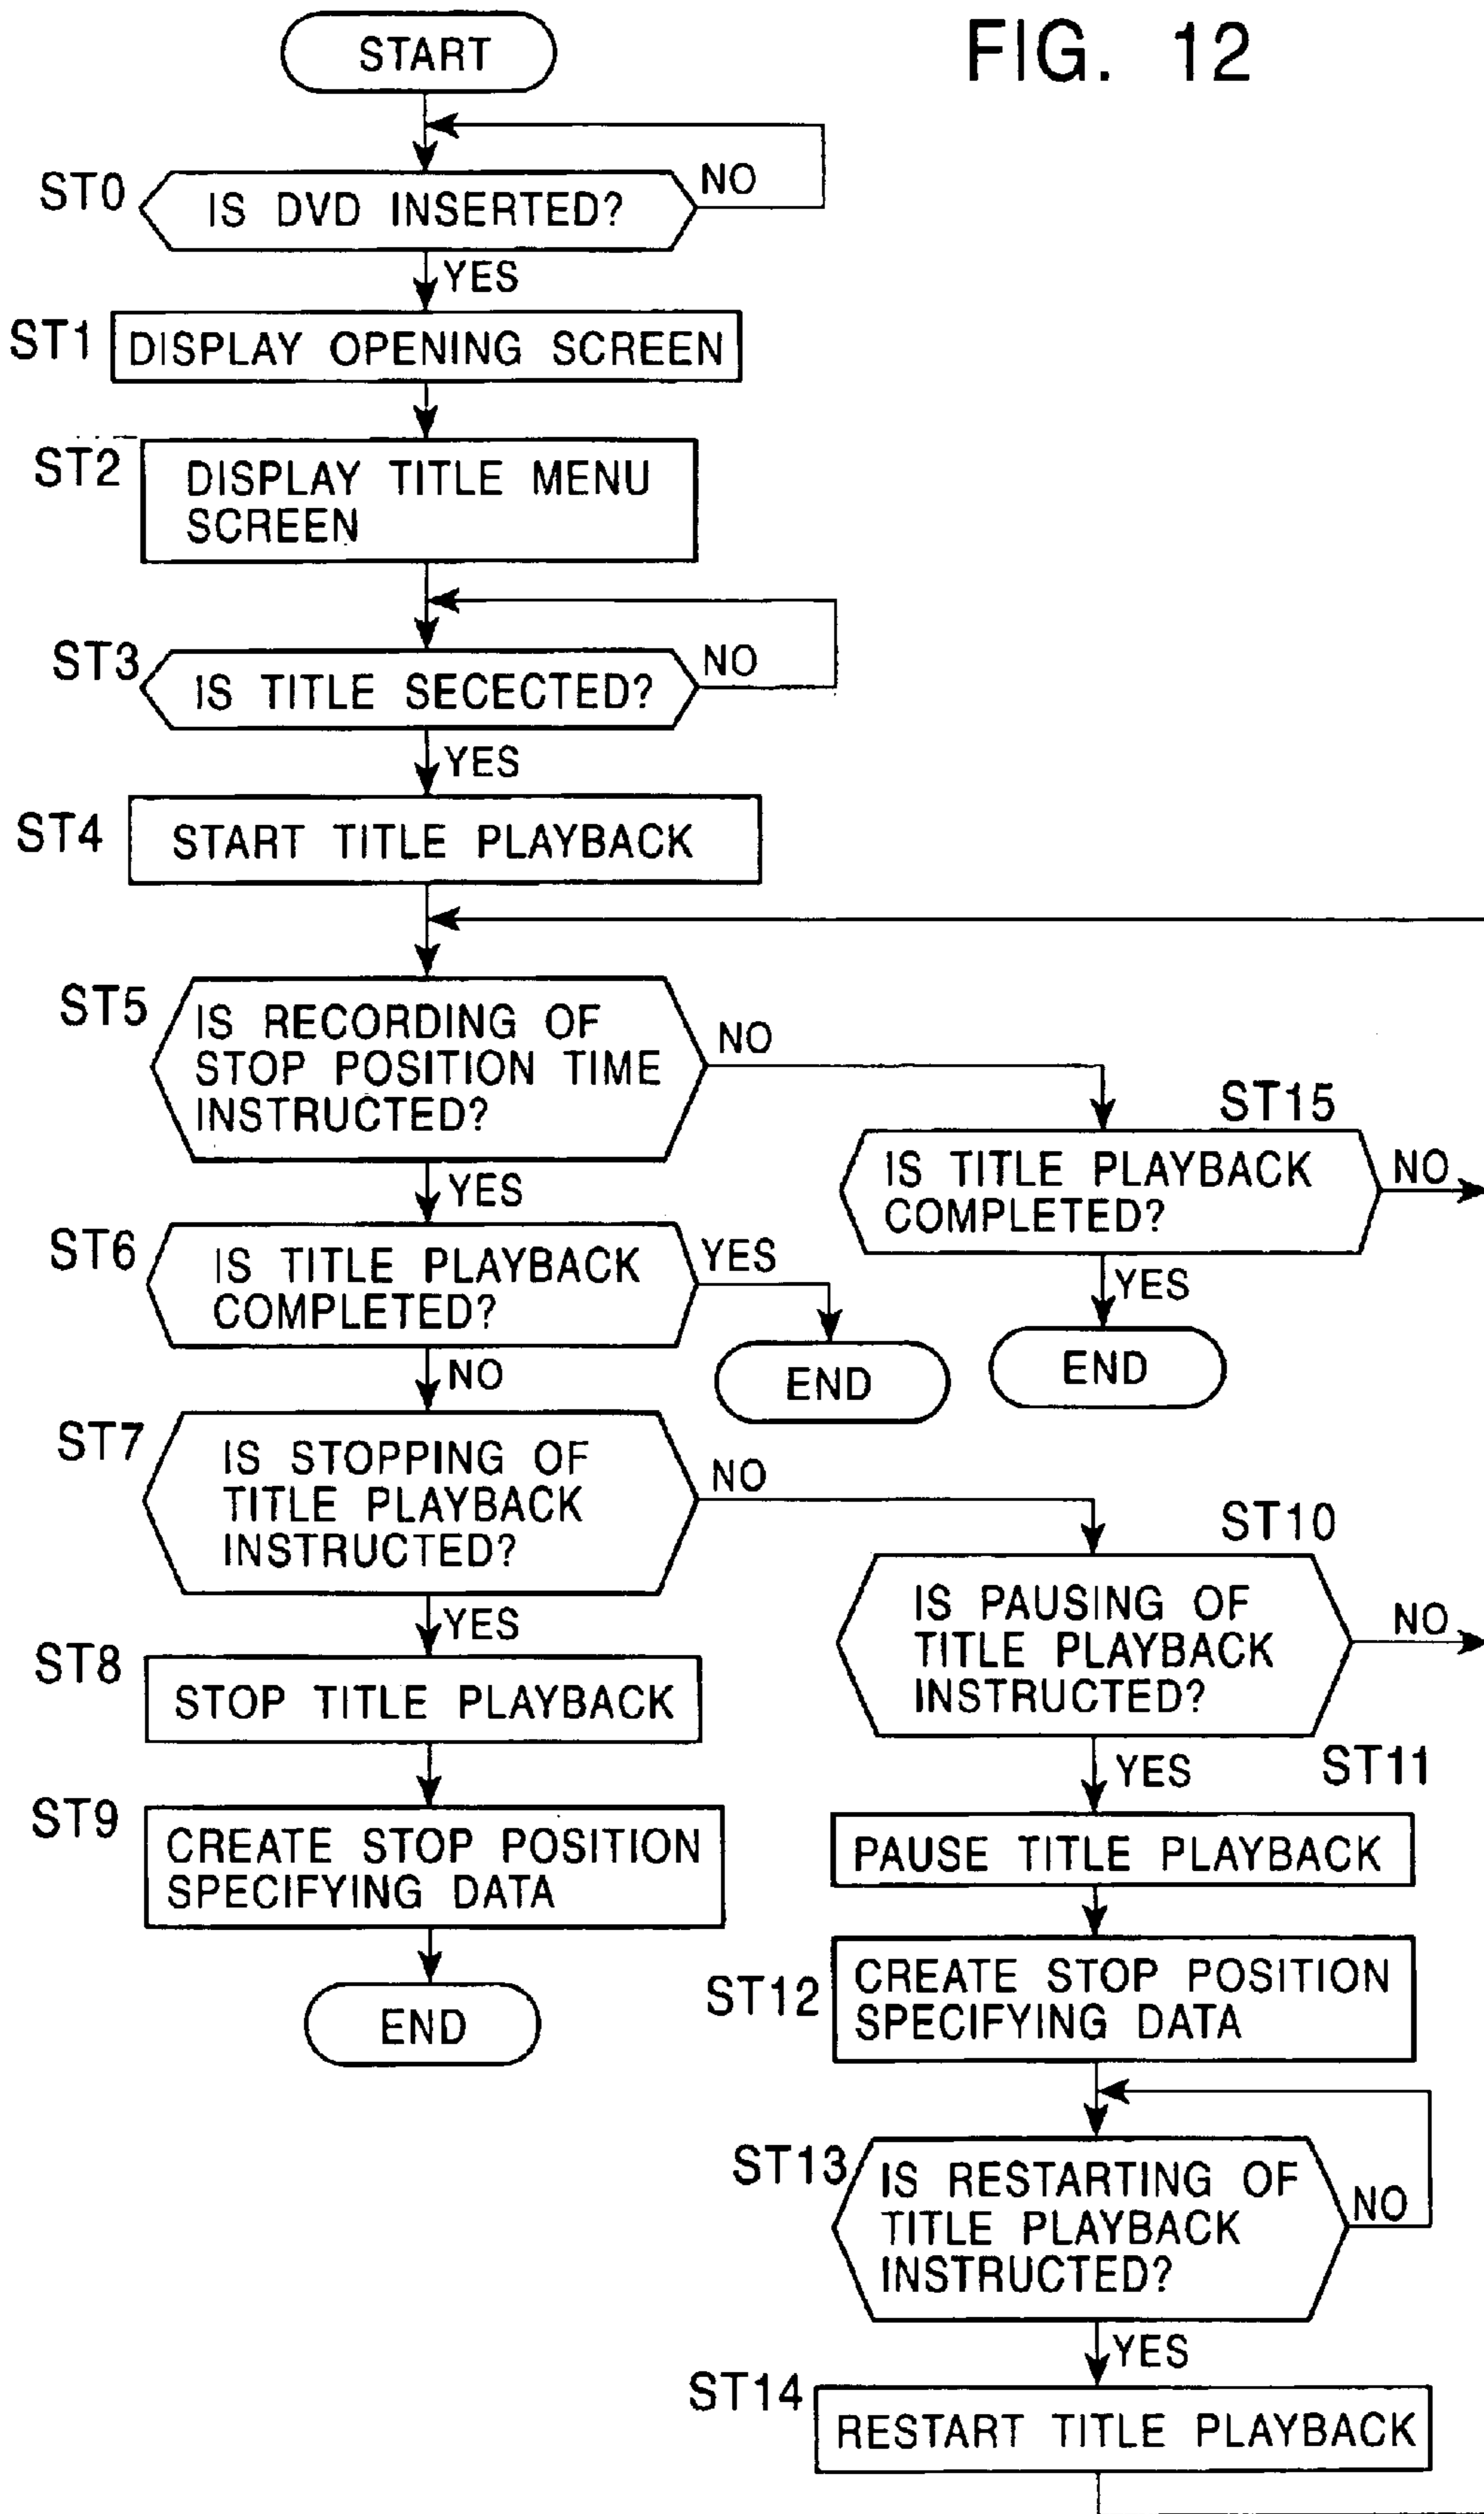 FIG. 12
START
ST0
IS DVD INSERTED?
NO
YES
ST1
DISPLAY OPENING SCREEN
ST2
DISPLAY TITLE MENU
SCREEN
ST3
IS TITLE SECECTED?
NO
YES
ST4
START TITLE PLAYBACK
ST5
IS RECORDING OF
STOP POSITION TIME
INSTRUCTED?
NO
YES
ST15
IS TITLE PLAYBACK
COMPLETED?
NO
YES
END
ST6
IS TITLE PLAYBACK
COMPLETED?
YES
END
NO
ST7
IS STOPPING OF
TITLE PLAYBACK
INSTRUCTED?
NO
YES
ST8
STOP TITLE PLAYBACK
ST9
CREATE STOP POSITION
SPECIFYING DATA
END
ST10
IS PAUSING OF
TITLE PLAYBACK
INSTRUCTED?
NO
YES
ST11
PAUSE TITLE PLAYBACK
ST12
CREATE STOP POSITION
SPECIFYING DATA
ST13
IS RESTARTING OF
TITLE PLAYBACK
INSTRUCTED?
NO
YES
ST14
RESTART TITLE PLAYBACK